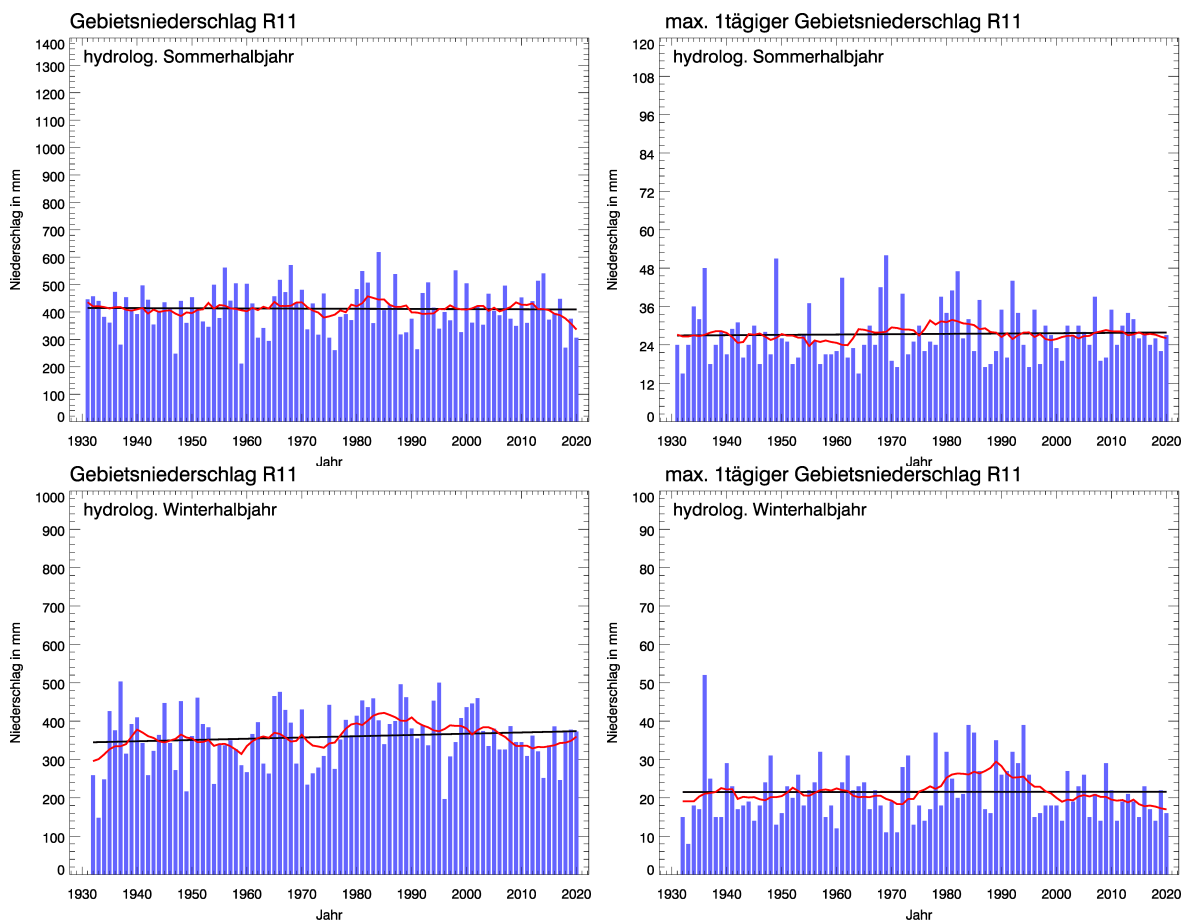 Gebietsniederschlag R11
hydrolog. Sommerhalbjahr
Niederschlag in mm
1400
1300
1200
1100
1000
900
800
700
600
500
400
300
200
100
0
1930 1940 1950 1960 1970 1980 1990 2000 2010 2020
Jahr
max. 1tägiger Gebietsniederschlag R11
hydrolog. Sommerhalbjahr
Niederschlag in mm
120
108
96
84
72
60
48
36
24
12
0
1930 1940 1950 1960 1970 1980 1990 2000 2010 2020
Jahr
Gebietsniederschlag R11
hydrolog. Winterhalbjahr
Niederschlag in mm
1000
900
800
700
600
500
400
300
200
100
0
1930 1940 1950 1960 1970 1980 1990 2000 2010 2020
Jahr
max. 1tägiger Gebietsniederschlag R11
hydrolog. Winterhalbjahr
Niederschlag in mm
100
90
80
70
60
50
40
30
20
10
0
1930 1940 1950 1960 1970 1980 1990 2000 2010 2020
Jahr